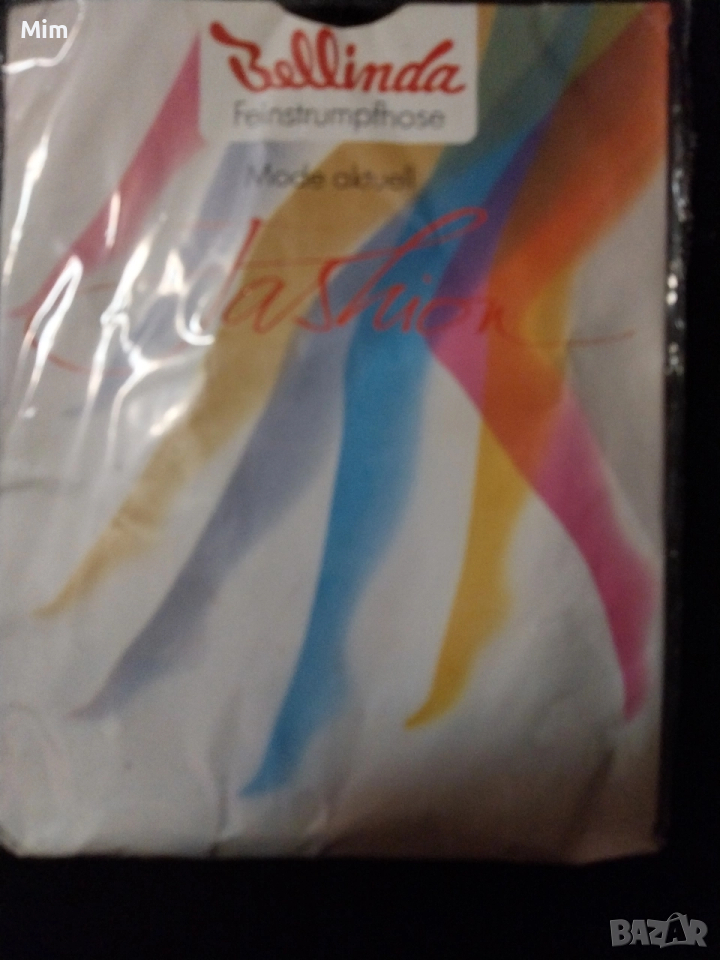 Mim
Bellinda
Feinstrumpfhose
Mode aktuell
fashion
BAZAR